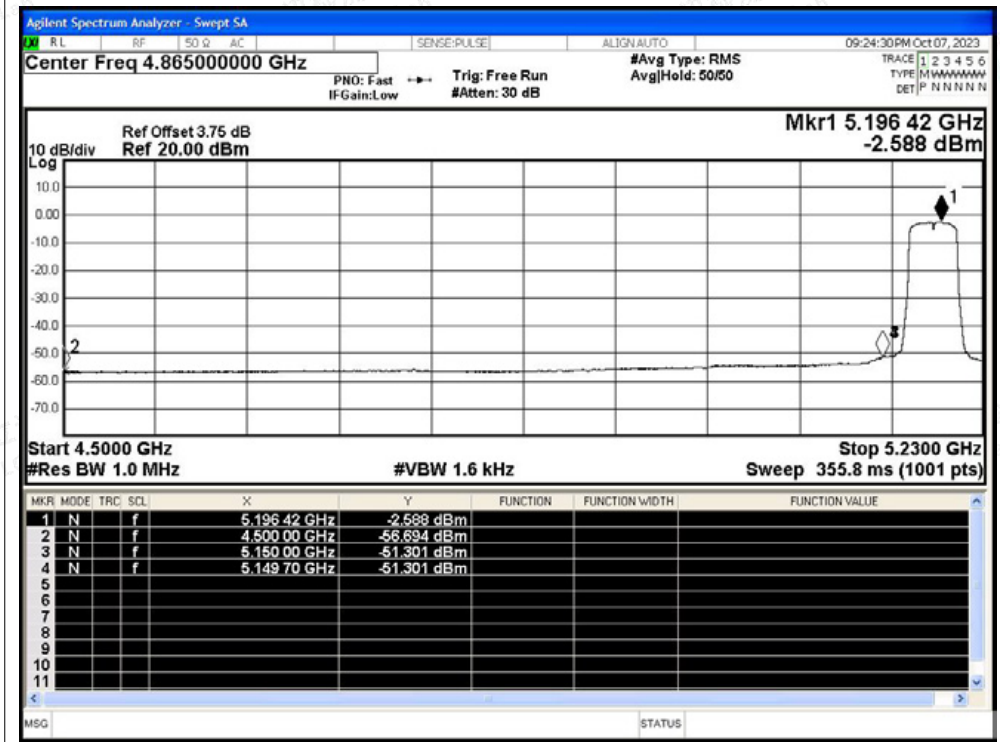 Agilent Spectrum Analyzer - Swept SA
LXI RL RF 50 Ω AC SENSE:PULSE ALIGN AUTO 09:24:30 PM Oct 07, 2023
Center Freq 4.865000000 GHz #Avg Type: RMS TRACE 1 2 3 4 5 6
PNO: Fast Trig: Free Run Avg|Hold: 50/50 TYPE M WWWWW
IFGain:Low #Atten: 30 dB DET P N N N N N
Mkr1 5.196 42 GHz
Ref Offset 3.75 dB
10 dB/div Ref 20.00 dBm -2.588 dBm
Log
10.0
1
0.00
-10.0
-20.0
-30.0
-40.0
3
-50.0 2
-60.0
-70.0
Start 4.5000 GHz Stop 5.2300 GHz
#Res BW 1.0 MHz #VBW 1.6 kHz Sweep 355.8 ms (1001 pts)
MKR MODE TRC SCL X Y FUNCTION FUNCTION WIDTH FUNCTION VALUE
1 N f 5.196 42 GHz -2.588 dBm
2 N f 4.500 00 GHz -56.694 dBm
3 N f 5.150 00 GHz -51.301 dBm
4 N f 5.149 70 GHz -51.301 dBm
5
6
7
8
9
10
11
MSG STATUS